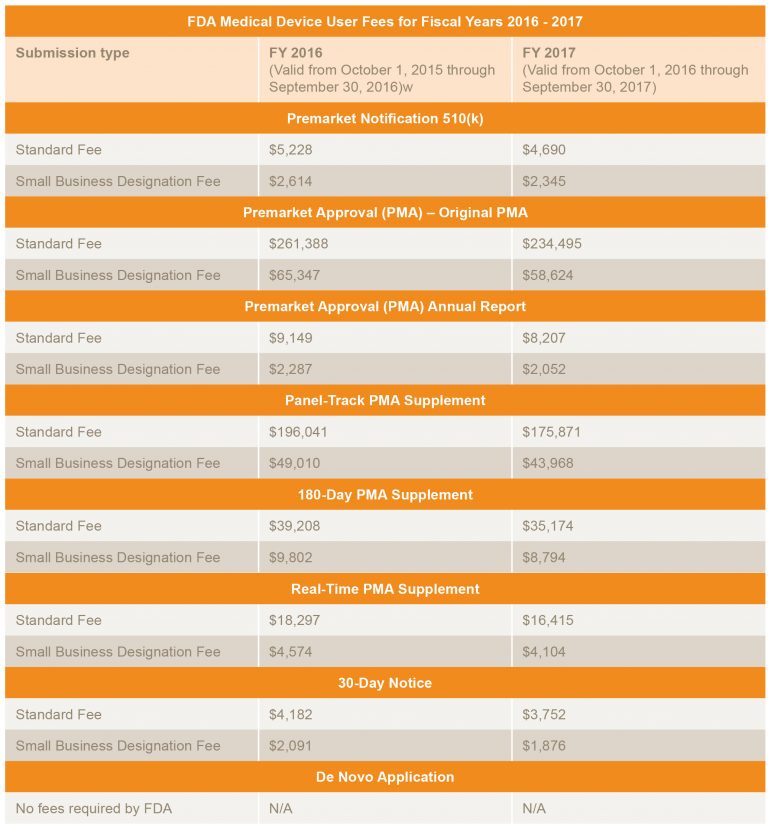 FDA Medical Device User Fees for Fiscal Years 2016 - 2017
Submission type FY 2016 FY 2017
(Valid from October 1, 2015 through (Valid from October 1, 2016 through
September 30, 2016)w September 30, 2017)
Premarket Notification 510(k)
Standard Fee $5,228 $4,690
Small Business Designation Fee $2,614 $2,345
Premarket Approval (PMA) – Original PMA
Standard Fee $261,388 $234,495
Small Business Designation Fee $65,347 $58,624
Premarket Approval (PMA) Annual Report
Standard Fee $9,149 $8,207
Small Business Designation Fee $2,287 $2,052
Panel-Track PMA Supplement
Standard Fee $196,041 $175,871
Small Business Designation Fee $49,010 $43,968
180-Day PMA Supplement
Standard Fee $39,208 $35,174
Small Business Designation Fee $9,802 $8,794
Real-Time PMA Supplement
Standard Fee $18,297 $16,415
Small Business Designation Fee $4,574 $4,104
30-Day Notice
Standard Fee $4,182 $3,752
Small Business Designation Fee $2,091 $1,876
De Novo Application
No fees required by FDA N/A N/A